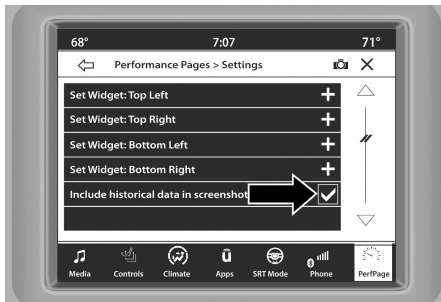 68° 7:07 71°
Performance Pages > Settings
Set Widget: Top Left
Set Widget: Top Right
Set Widget: Bottom Left
Set Widget: Bottom Right
Include historical data in screenshot
Media Controls Climate Apps SRT Mode Phone PerfPage